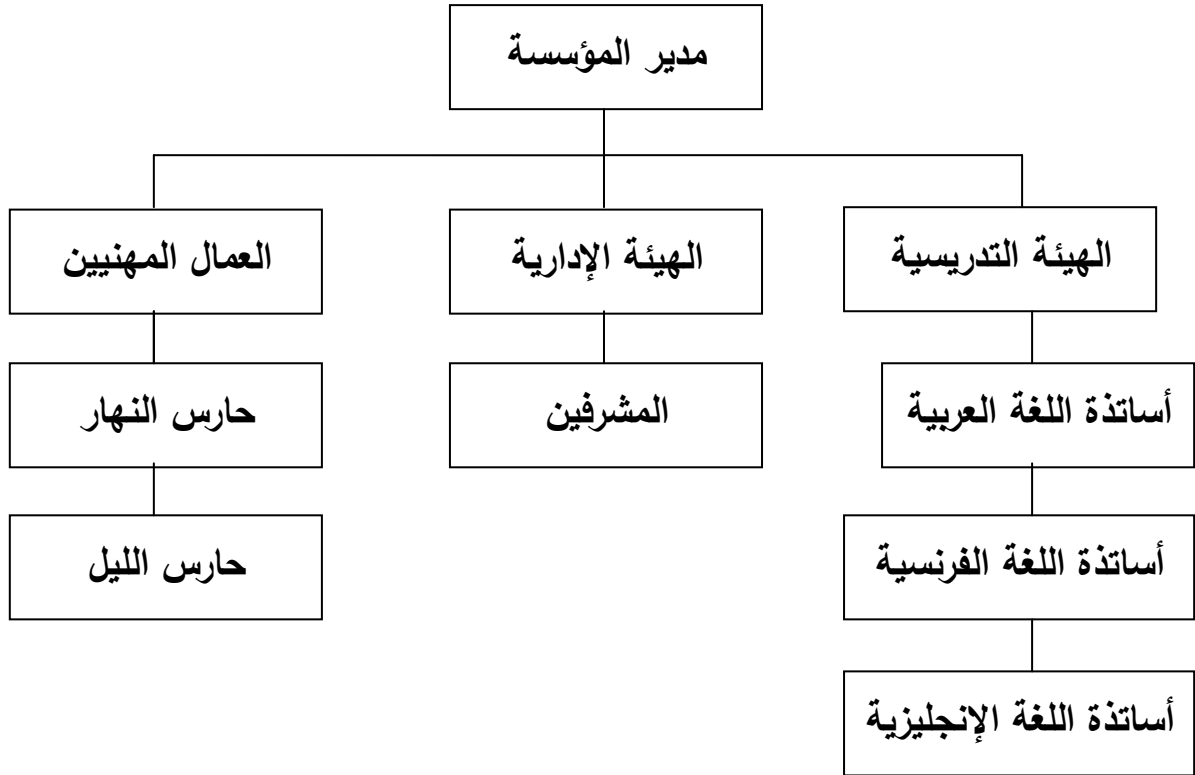 مدير المؤسسة
الهيئة التدريسية
الهيئة الإدارية
العمال المهنيين
أساتذة اللغة العربية
المشرفين
حارس النهار
أساتذة اللغة الفرنسية
حارس الليل
أساتذة اللغة الإنجليزية